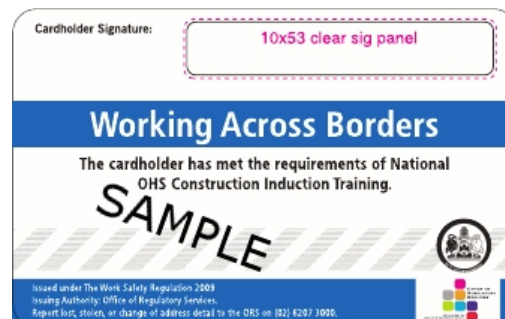 Cardholder Signature:
10x53 clear sig panel
Working Across Borders
The cardholder has met the requirements of National
OHS Construction Induction Training.
SAMPLE
Issued under The Work Safety Regulation 2009
Issuing Authority: Office of Regulatory Services.
Report lost, stolen, or change of address detail to the ORS on (02) 6207 3000.